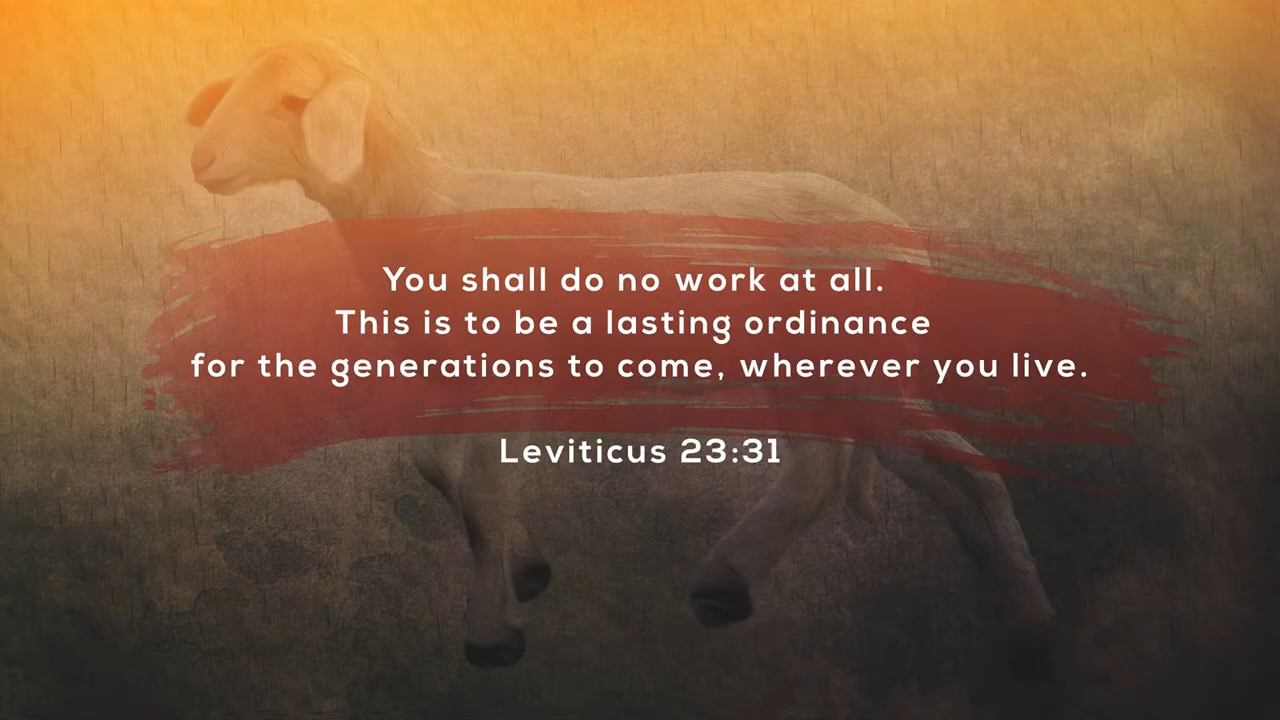 You shall do no work at all.
This is to be a lasting ordinance
for the generations to come, wherever you live.
Leviticus 23:31